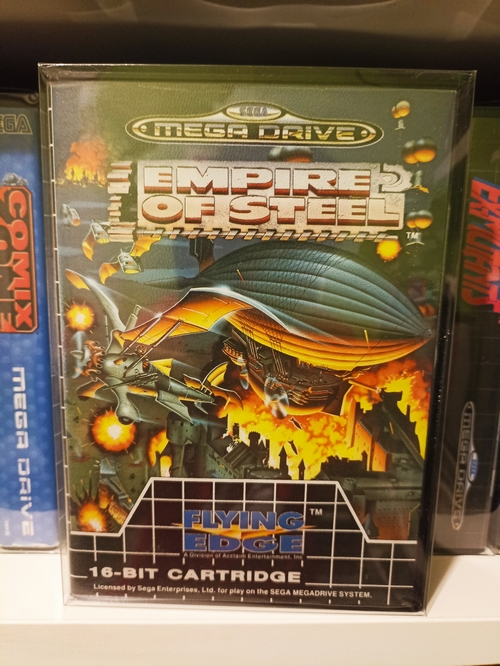 SEGA
MEGA DRIVE
EMPIRE
OF STEEL
TM
FLYING TM
EDGE
A Division of Acclaim Entertainment, Inc.
16-BIT CARTRIDGE
Licensed by Sega Enterprises, Ltd. for play on the SEGA MEGADRIVE SYSTEM.
EGA
COMIX
ZONE
MEGA DRIVE
MEGA DRIVE